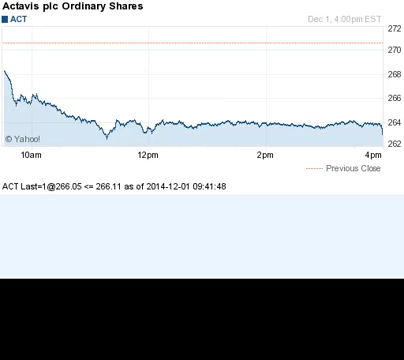 Actavis plc Ordinary Shares
ACT Dec 1, 4:00pm EST
272
270
268
266
264
262
© Yahoo!
10am 12pm 2pm 4pm
Previous Close
ACT Last=1@266.05 <= 266.11 as of 2014-12-01 09:41:48